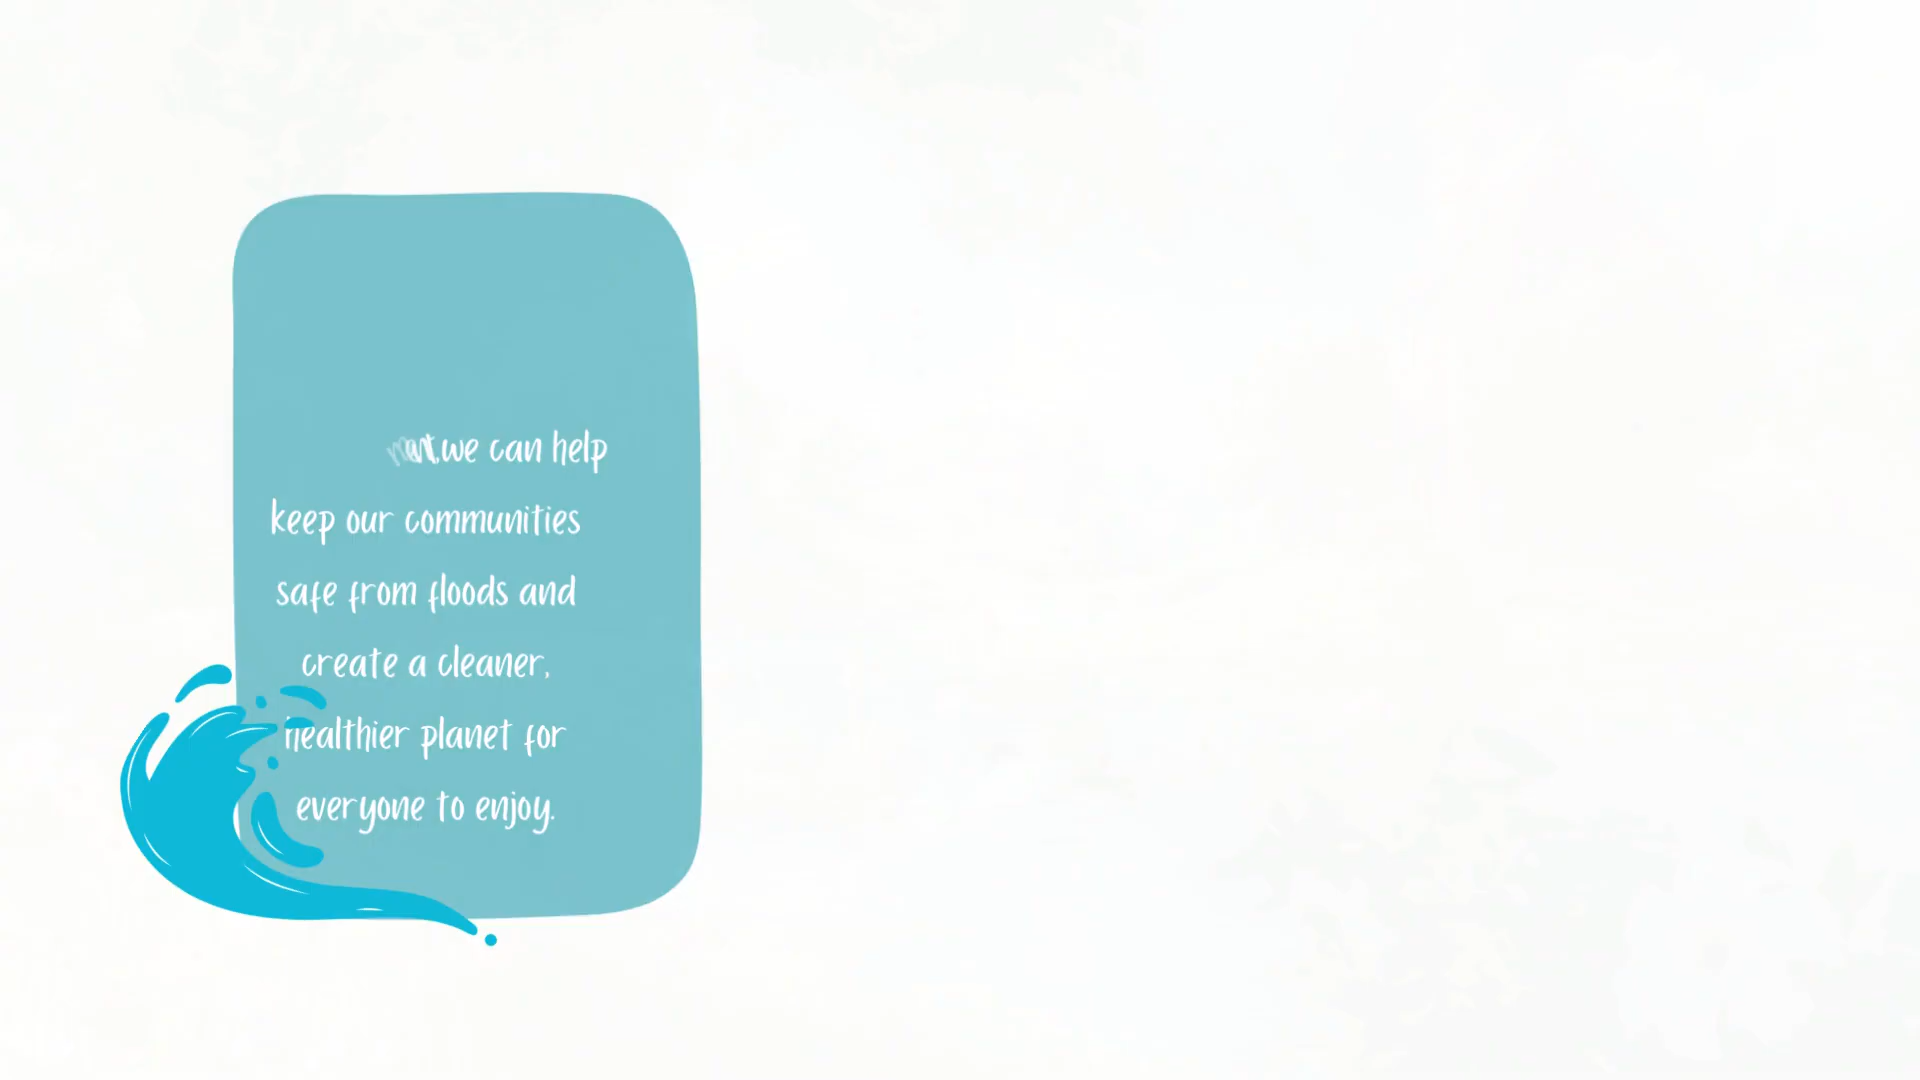 we can help
keep our communities
safe from floods and
create a cleaner,
healthier planet for
everyone to enjoy.